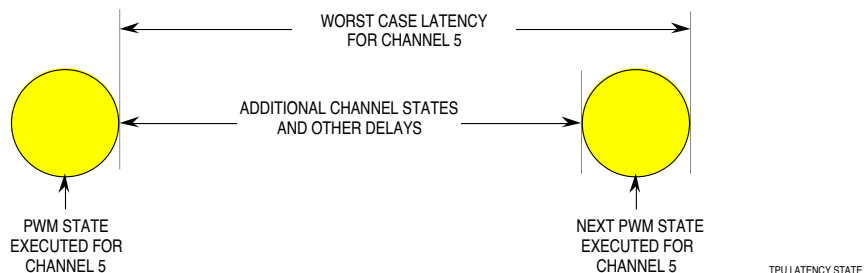 WORST CASE LATENCY
FOR CHANNEL 5
ADDITIONAL CHANNEL STATES
AND OTHER DELAYS
PWM STATE
EXECUTED FOR
CHANNEL 5
NEXT PWM STATE
EXECUTED FOR
CHANNEL 5
TPU LATENCY STATE